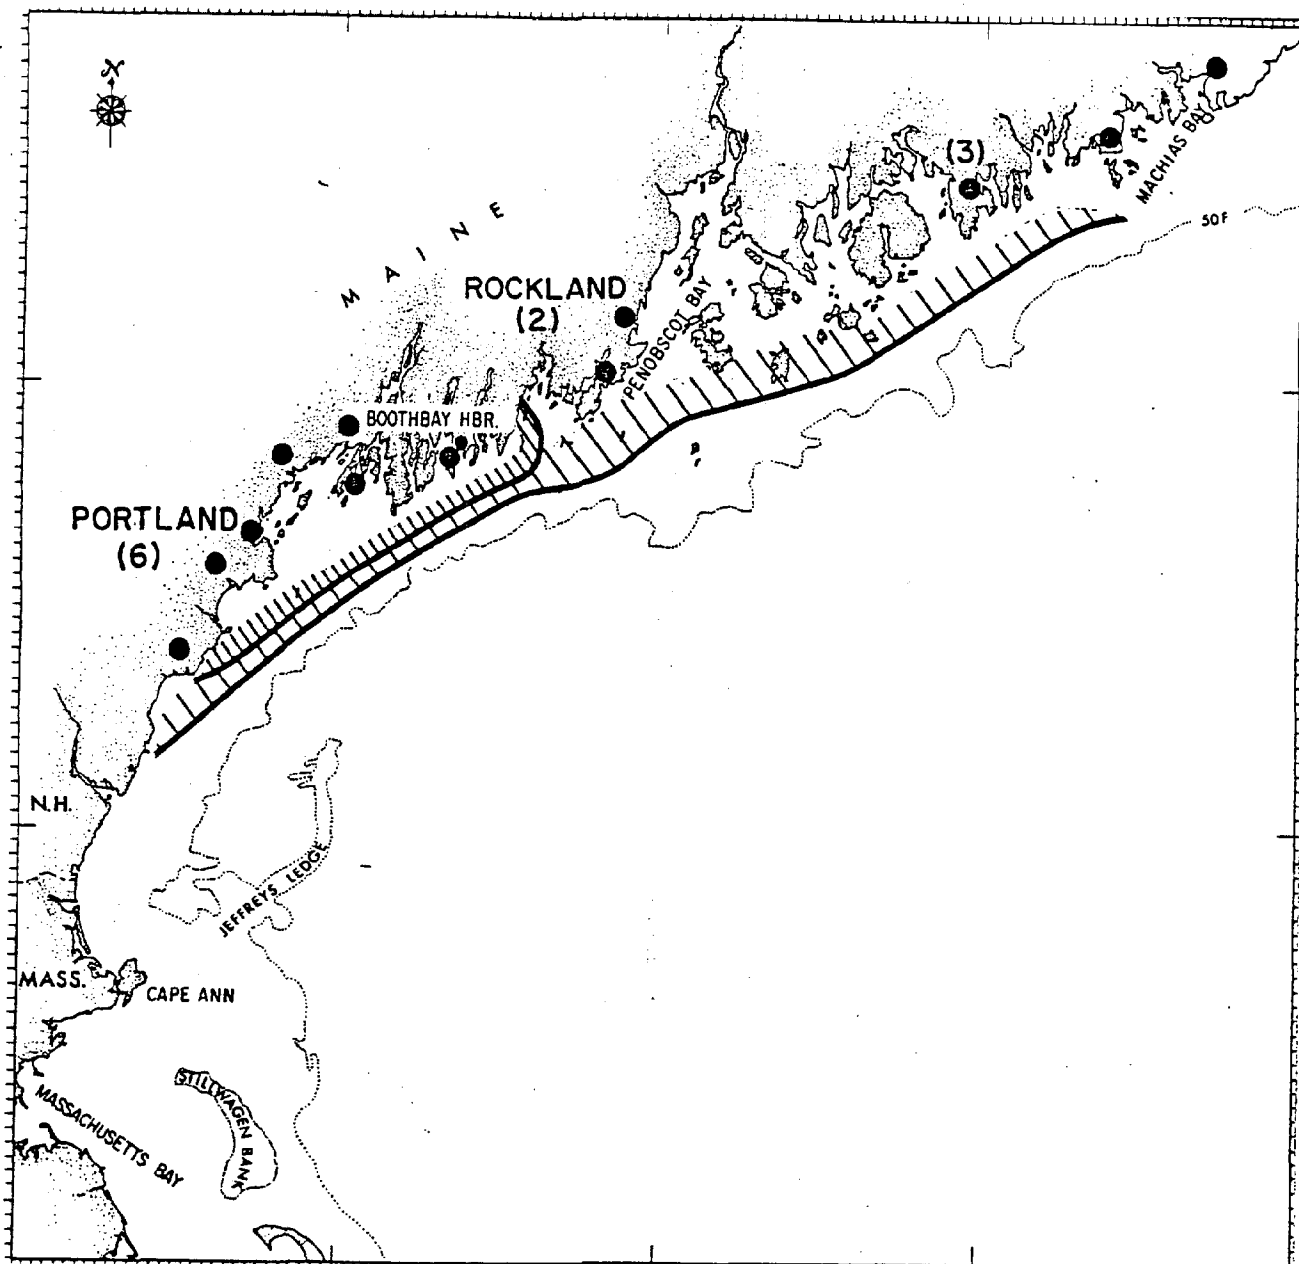 N
MAINE
(3)
MACHIAS BAY
50F
ROCKLAND
(2)
PENOBSCOT BAY
BOOTHBAY HBR.
PORTLAND
(6)
N.H.
JEFFREYS LEDGE
MASS.
CAPE ANN
STILLWAGEN BANK
MASSACHUSETTS BAY